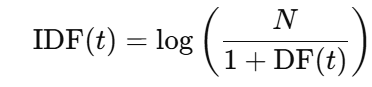 IDF(t) = log ( N / 1 + DF(t) )